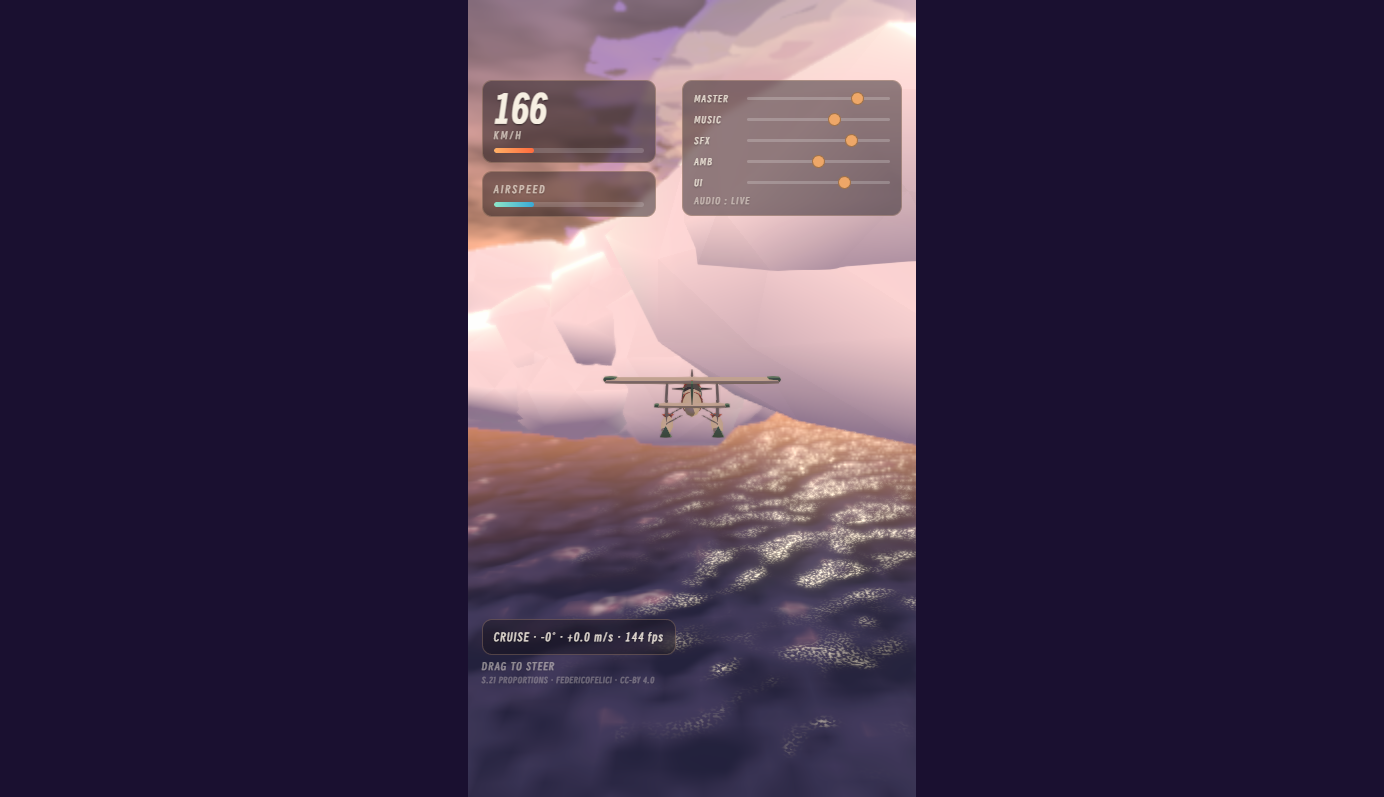 166
KM/H
AIRSPEED
MASTER
MUSIC
SFX
AMB
UI
AUDIO : LIVE
CRUISE · -0° · +0.0 m/s · 144 fps
DRAG TO STEER
S.21 PROPORTIONS · FEDERICOFELICI · CC-BY 4.0